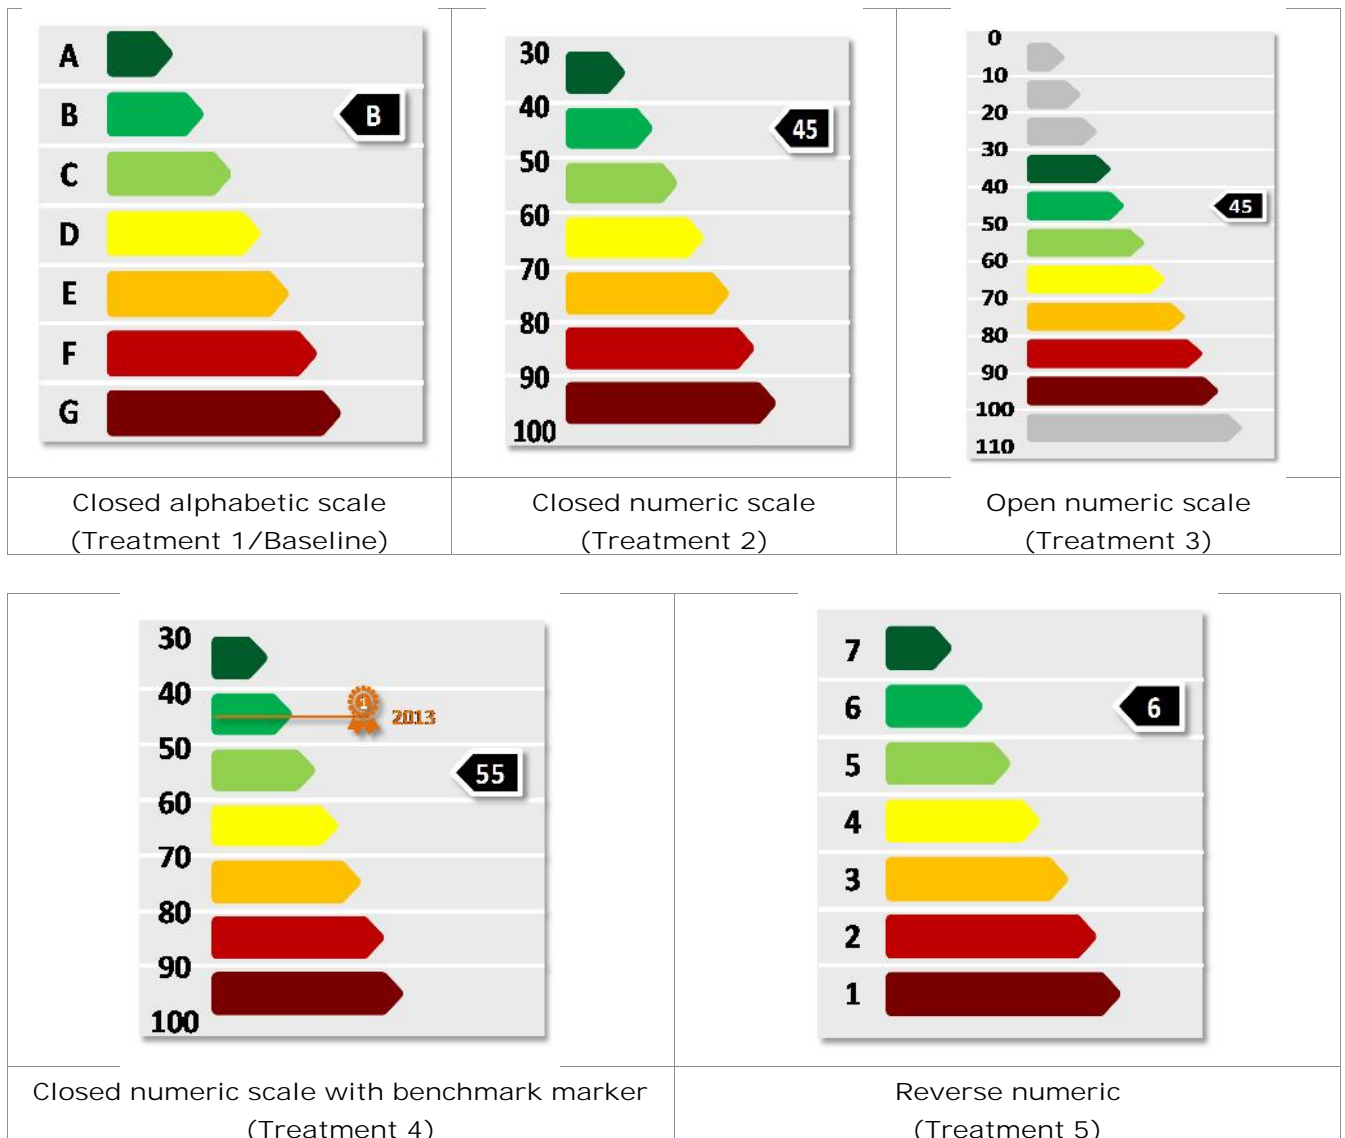 A
B
B
C
D
E
F
G
Closed alphabetic scale
(Treatment 1/Baseline)
30
40
45
50
60
70
80
90
100
Closed numeric scale
(Treatment 2)
0
10
20
30
40
45
50
60
70
80
90
100
110
Open numeric scale
(Treatment 3)
30
40
1
2013
50
55
60
70
80
90
100
Closed numeric scale with benchmark marker
(Treatment 4)
7
6
6
5
4
3
2
1
Reverse numeric
(Treatment 5)